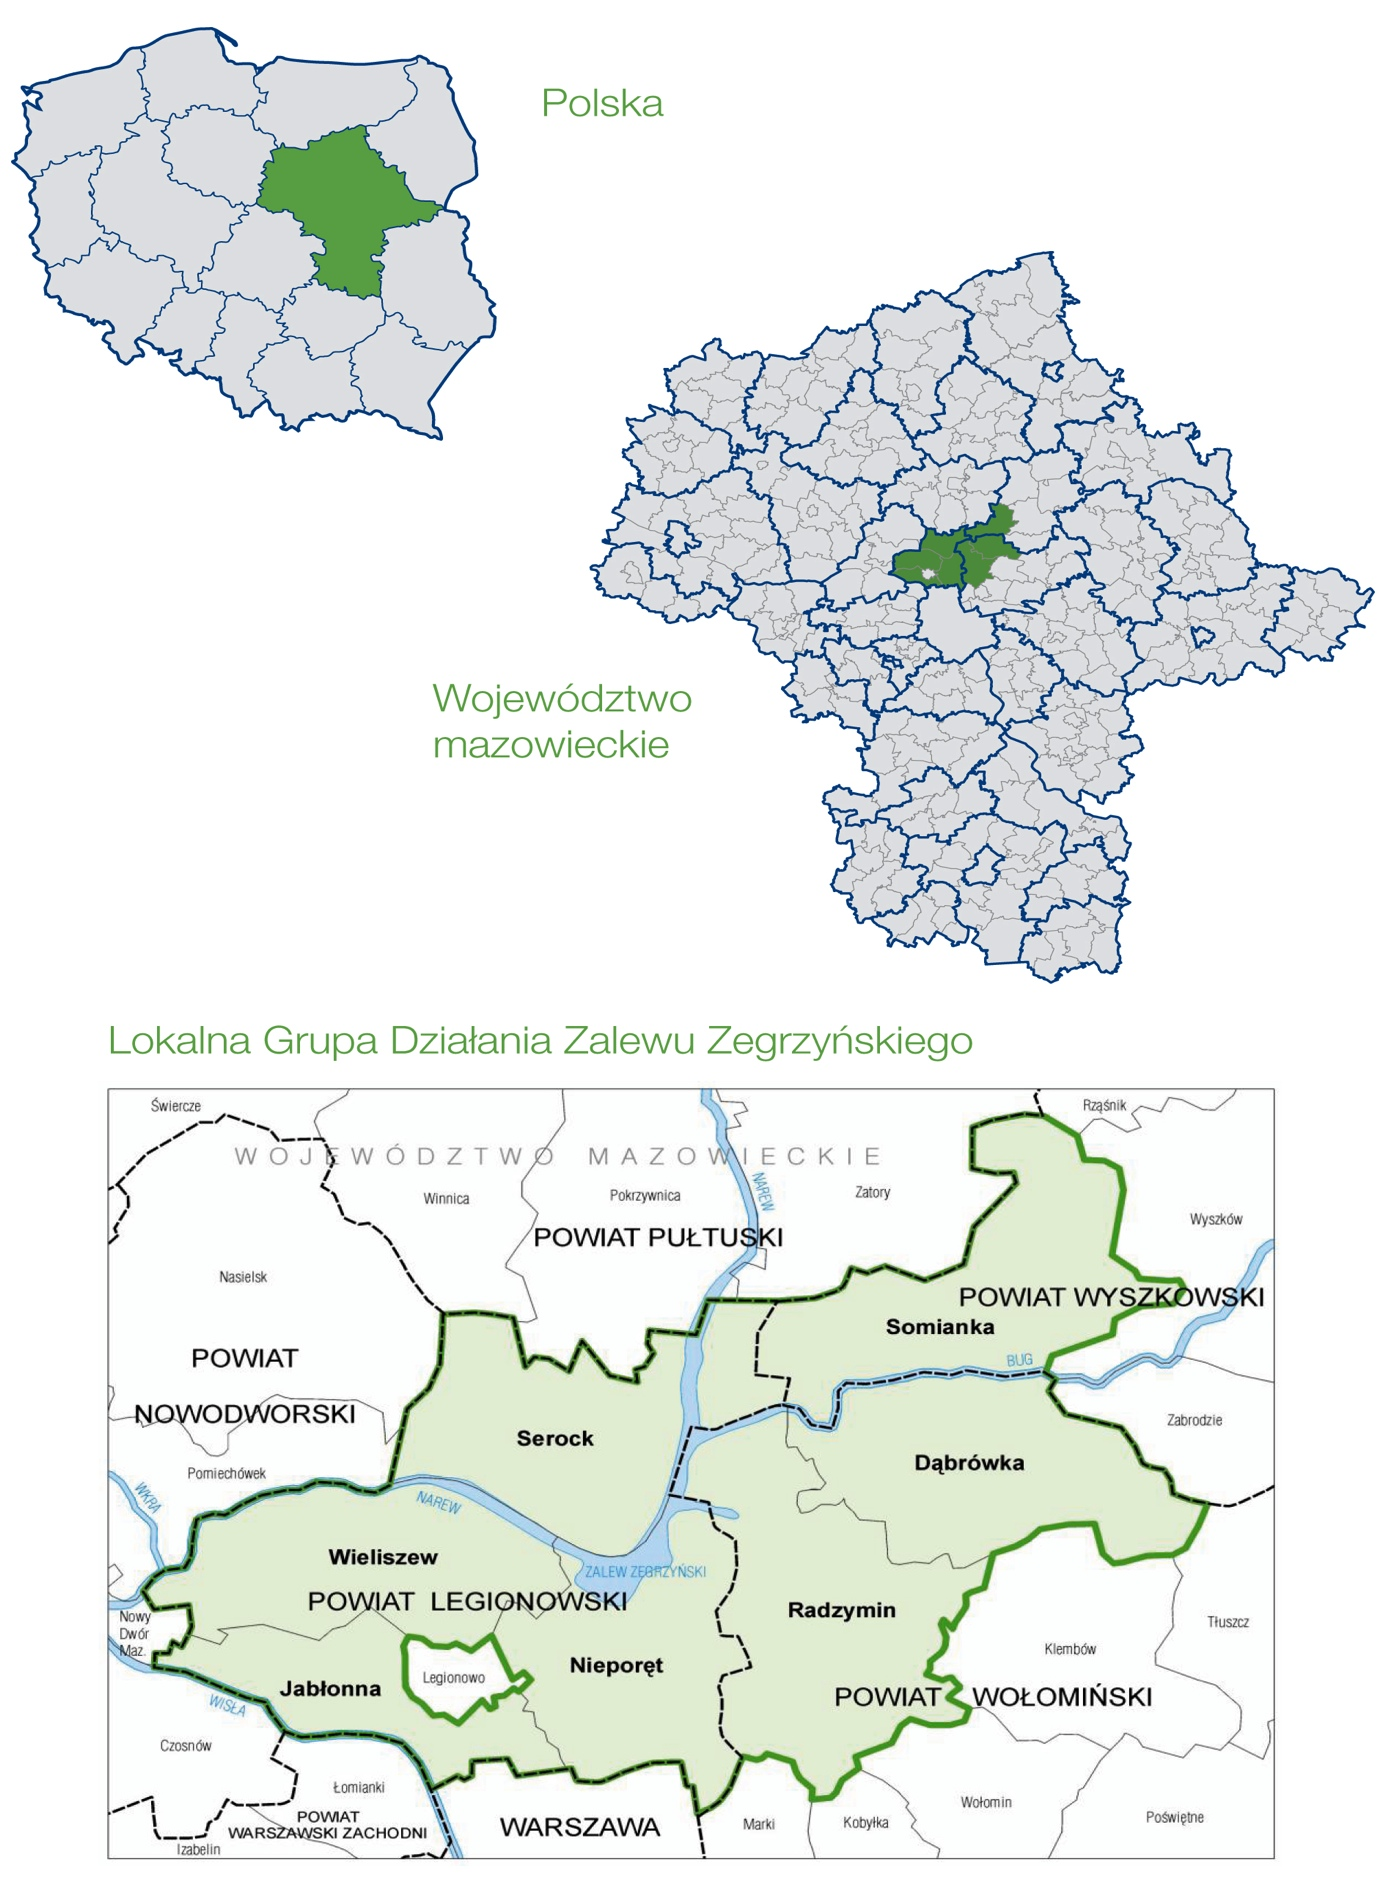 Polska
Województwo
mazowieckie
Lokalna Grupa Działania Zalewu Zegrzyńskiego
Świercze
Rząśnik
WOJEWÓDZTWO MAZOWIECKIE
Winnica
Pokrzywnica
NAREW
Zatory
Wyszków
POWIAT PUŁTUSKI
Nasielsk
POWIAT WYSZKOWSKI
Somianka
POWIAT
NOWODWORSKI
BUG
Serock
Zabrodzie
Dąbrówka
Pomiechówek
WKRA
NAREW
Wieliszew
ZALEW ZEGRZYŃSKI
POWIAT LEGIONOWSKI
Radzymin
Nowy
Dwór
Maz.
Tłuszcz
Klembów
Nieporęt
Legionowo
Jabłonna
POWIAT WOŁOMIŃSKI
WISŁA
Czosnów
Łomianki
Wołomin
POWIAT
WARSZAWSKI ZACHODNI
WARSZAWA
Marki
Kobyłka
Poświętne
Izabelin